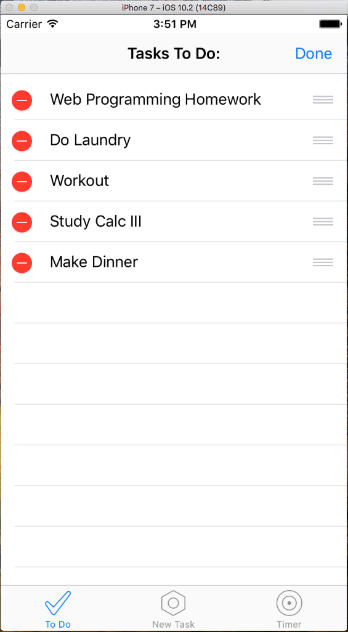 iPhone 7 – iOS 10.2 (14C89)
Carrier 3:51 PM
Tasks To Do: Done
Web Programming Homework
Do Laundry
Workout
Study Calc III
Make Dinner
To Do New Task Timer